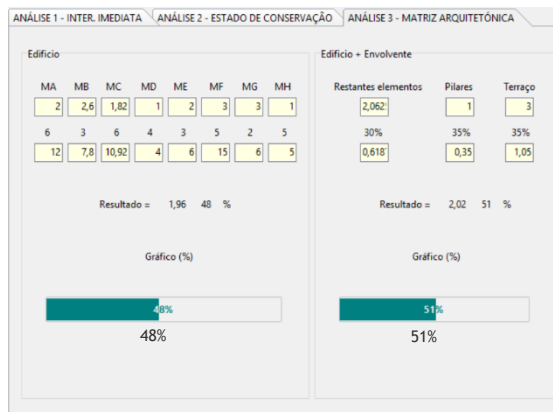 ANÁLISE 1 - INTER. IMEDIATA ANÁLISE 2 - ESTADO DE CONSERVAÇÃO ANÁLISE 3 - MATRIZ ARQUITETÓNICA
Edificio
MA MB MC MD ME MF MG MH
2 2,6 1,82 1 2 3 3 1
6 3 6 4 3 5 2 5
12 7,8 10,92 4 6 15 6 5
Resultado = 1,96 48 %
Gráfico (%)
48%
48%
Edificio + Envolvente
Restantes elementos Pilares Terraço
2,062 1 3
30% 35% 35%
0,618 0,35 1,05
Resultado = 2,02 51 %
Gráfico (%)
51%
51%